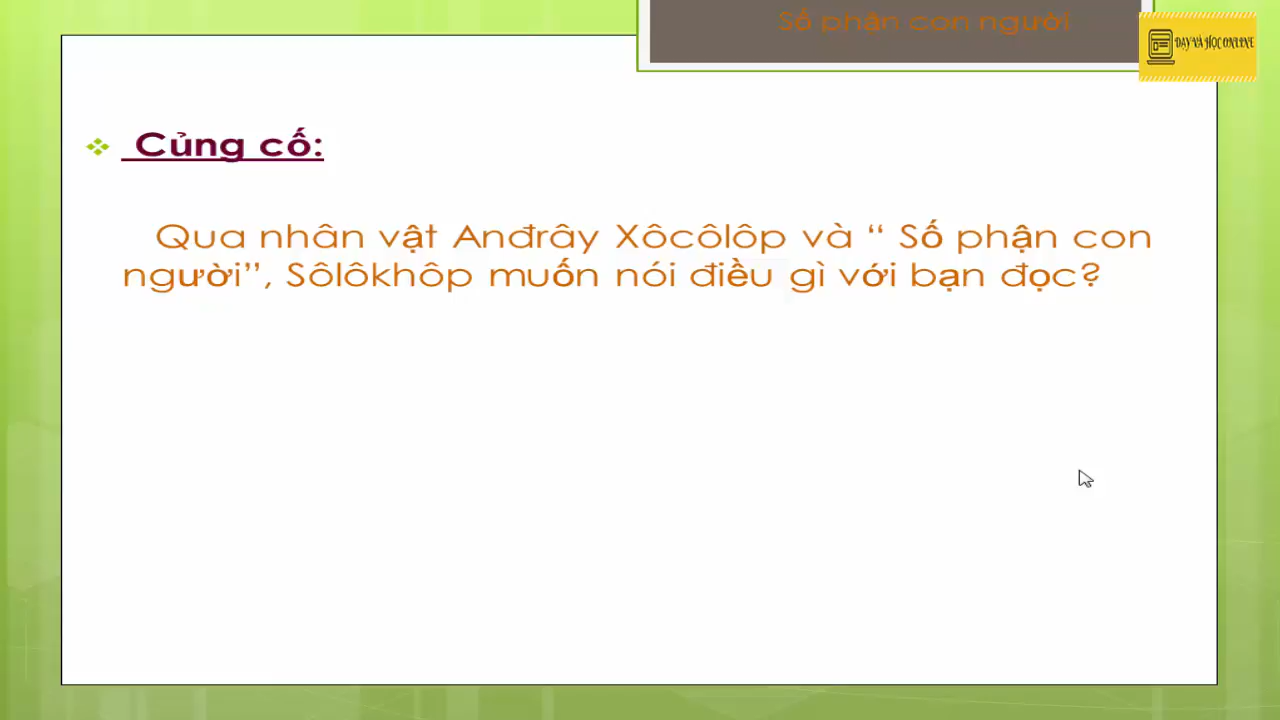 Số phận con người
DẠY VÀ HỌC ONLINE
Củng cố:
Qua nhân vật Anđrây Xôcôlôp và “ Số phận con
người”, Sôlôkhôp muốn nói điều gì với bạn đọc?